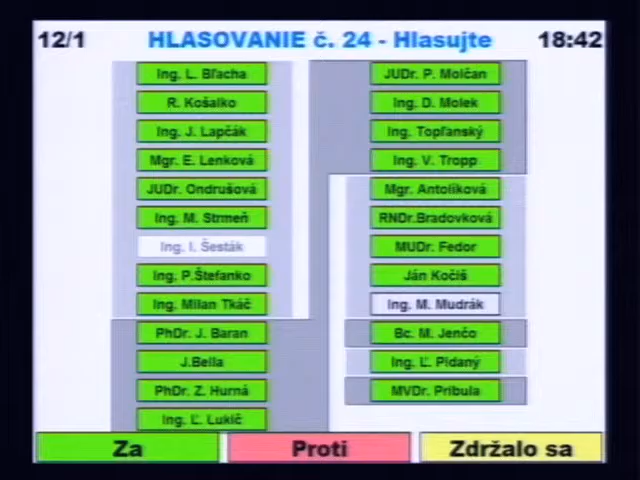 12/1 HLASOVANIE č. 24 - Hlasujte 18:42
Ing. L. Bľacha
R. Košalko
Ing. J. Lapčák
Mgr. E. Lenková
JUDr. Ondrušová
Ing. M. Strmeň
Ing. I. Šesták
Ing. P.Štefanko
Ing. Milan Tkáč
PhDr. J. Baran
J.Bella
PhDr. Z. Hurná
Ing. Ľ. Lukič
JUDr. P. Molčan
Ing. D. Molek
Ing. Topľanský
Ing. V. Tropp
Mgr. Antolíková
RNDr.Bradovková
MUDr. Fedor
Ján Kočiš
Ing. M. Mudrák
Bc. M. Jenčo
Ing. Ľ. Pidaný
MVDr. Pribula
Za Proti Zdržalo sa